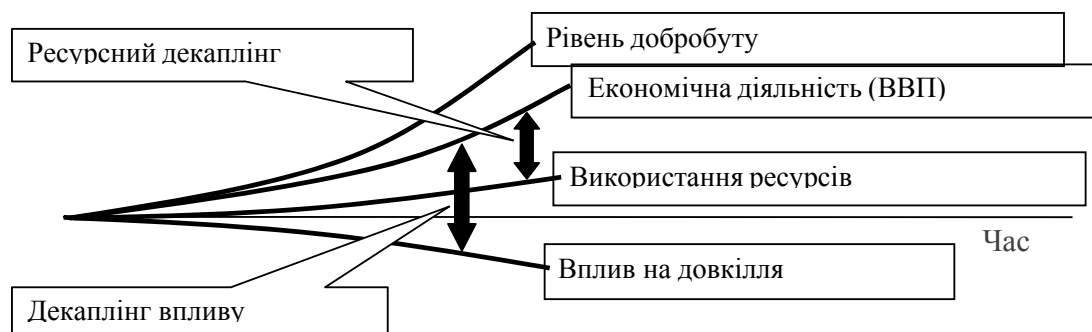 Рівень добробуту
Ресурсний декаплінг
Економічна діяльність (ВВП)
Використання ресурсів
Час
Вплив на довкілля
Декаплінг впливу